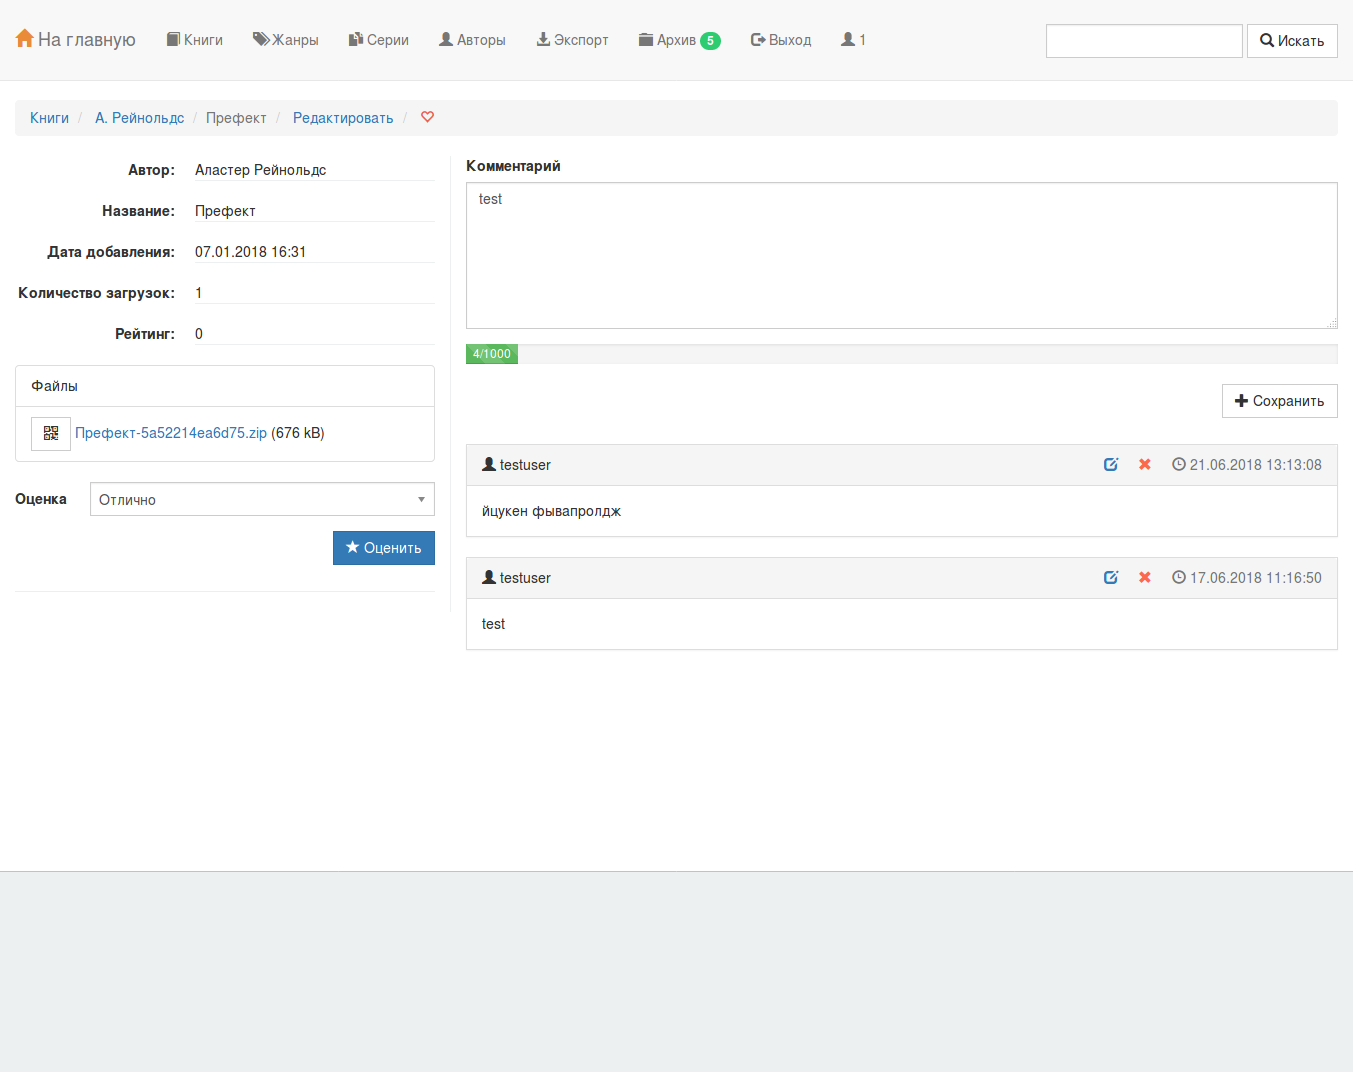 На главную Книги Жанры Серии Авторы Экспорт Архив 5 Выход 1 Искать
Книги / А. Рейнольдс / Префект / Редактировать /
Автор: Аластер Рейнольдс
Название: Префект
Дата добавления: 07.01.2018 16:31
Количество загрузок: 1
Рейтинг: 0
Файлы
Префект-5a52214ea6d75.zip (676 kB)
Оценка Отлично
Оценить
Комментарий
test
4/1000
Сохранить
testuser 21.06.2018 13:13:08
йцукен фывапролдж
testuser 17.06.2018 11:16:50
test